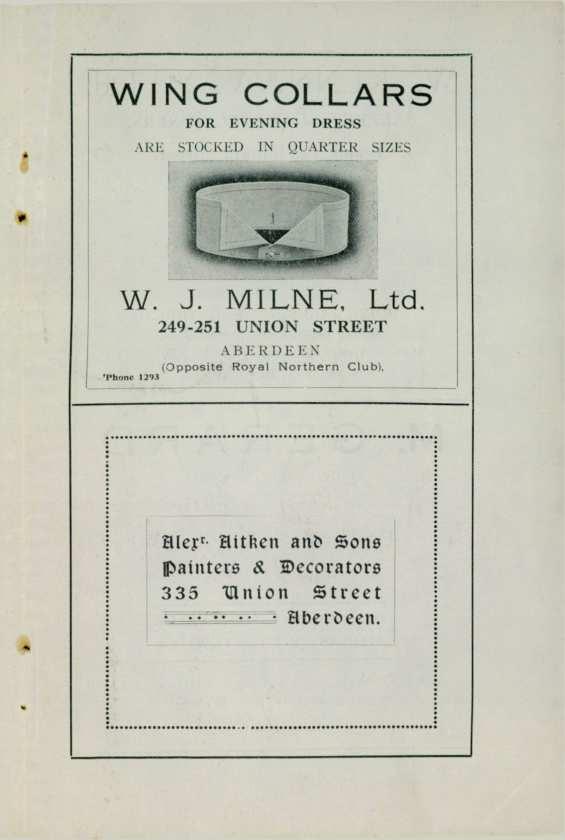 WING COLLARS
FOR EVENING DRESS
ARE STOCKED IN QUARTER SIZES
W. J. MILNE, Ltd.
249-251 UNION STREET
ABERDEEN
(Opposite Royal Northern Club).
'Phone 1293
Alexr. Aitken and Sons
Painters & Decorators
335 Union Street
Aberdeen.